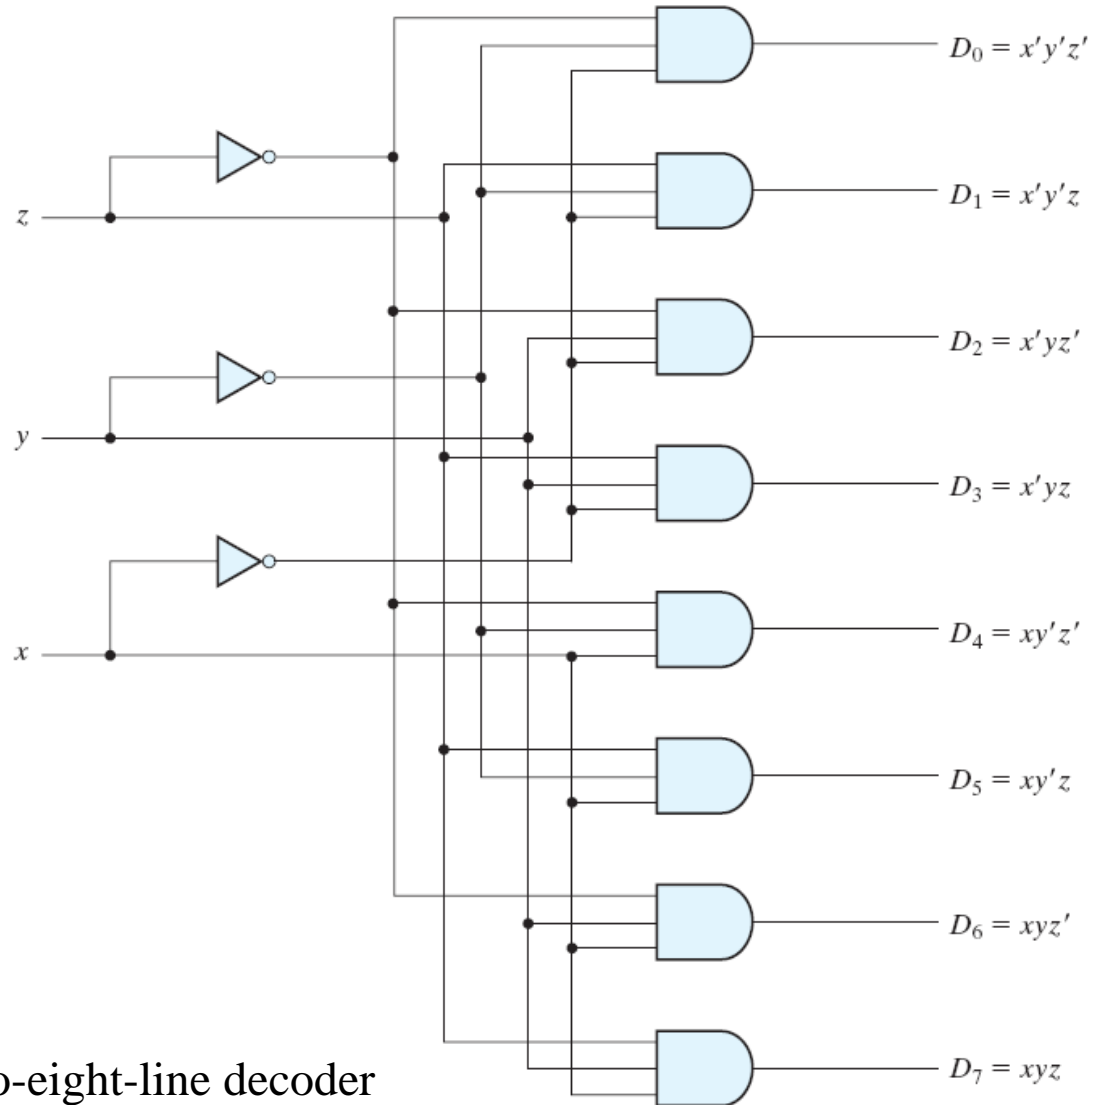 D₀ = x'y'z'
D₁ = x'y'z
z
D₂ = x'yz'
y
D₃ = x'yz
D₄ = xy'z'
x
D₅ = xy'z
D₆ = xyz'
D₇ = xyz
-eight-line decoder